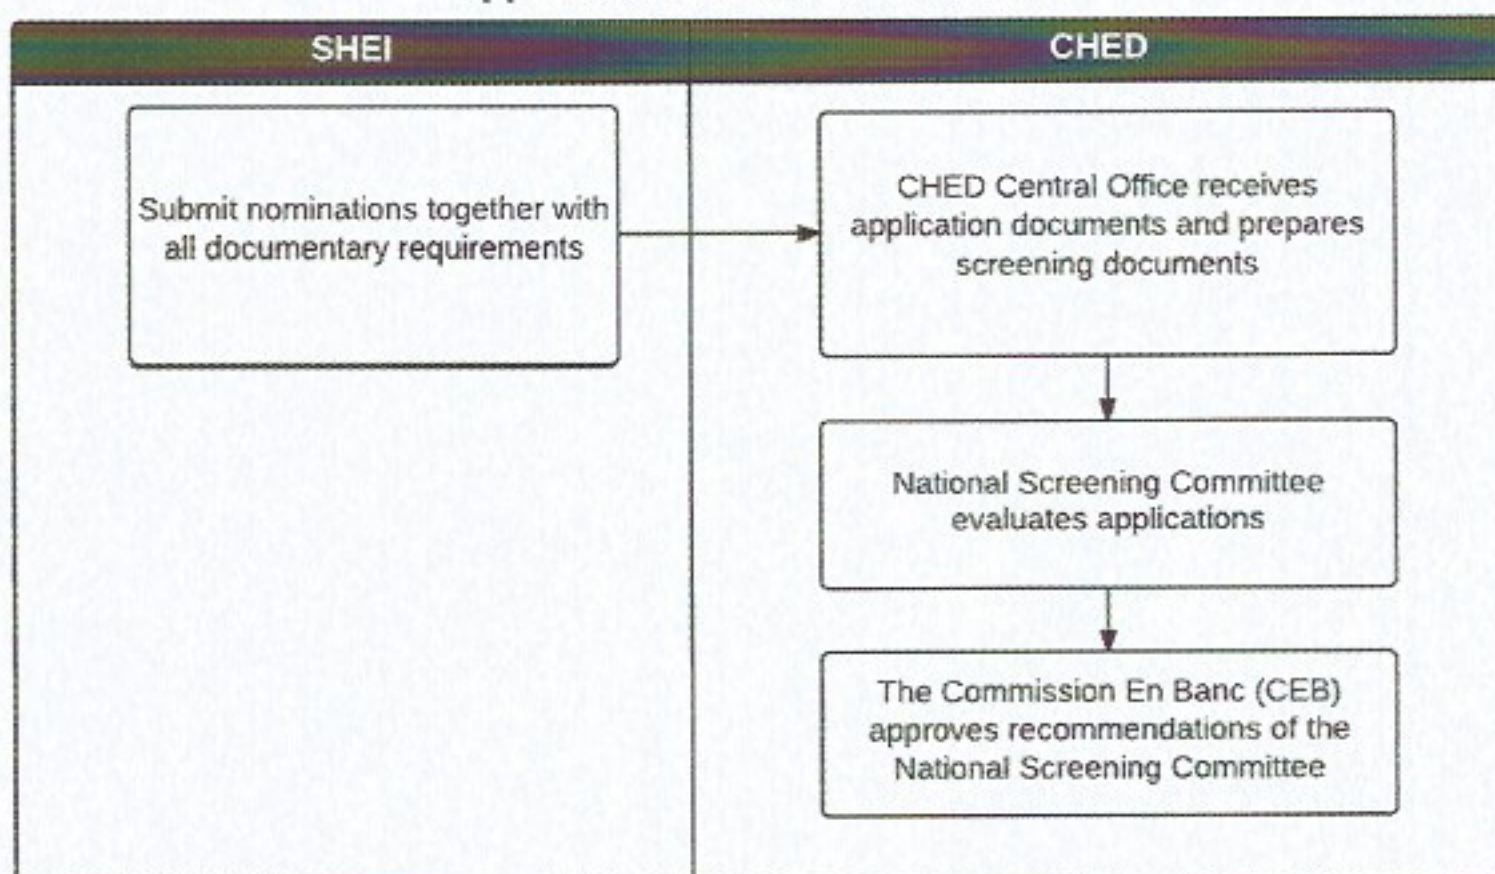 SHEI
CHED
Submit nominations together with
all documentary requirements
CHED Central Office receives
application documents and prepares
screening documents
National Screening Committee
evaluates applications
The Commission En Banc (CEB)
approves recommendations of the
National Screening Committee